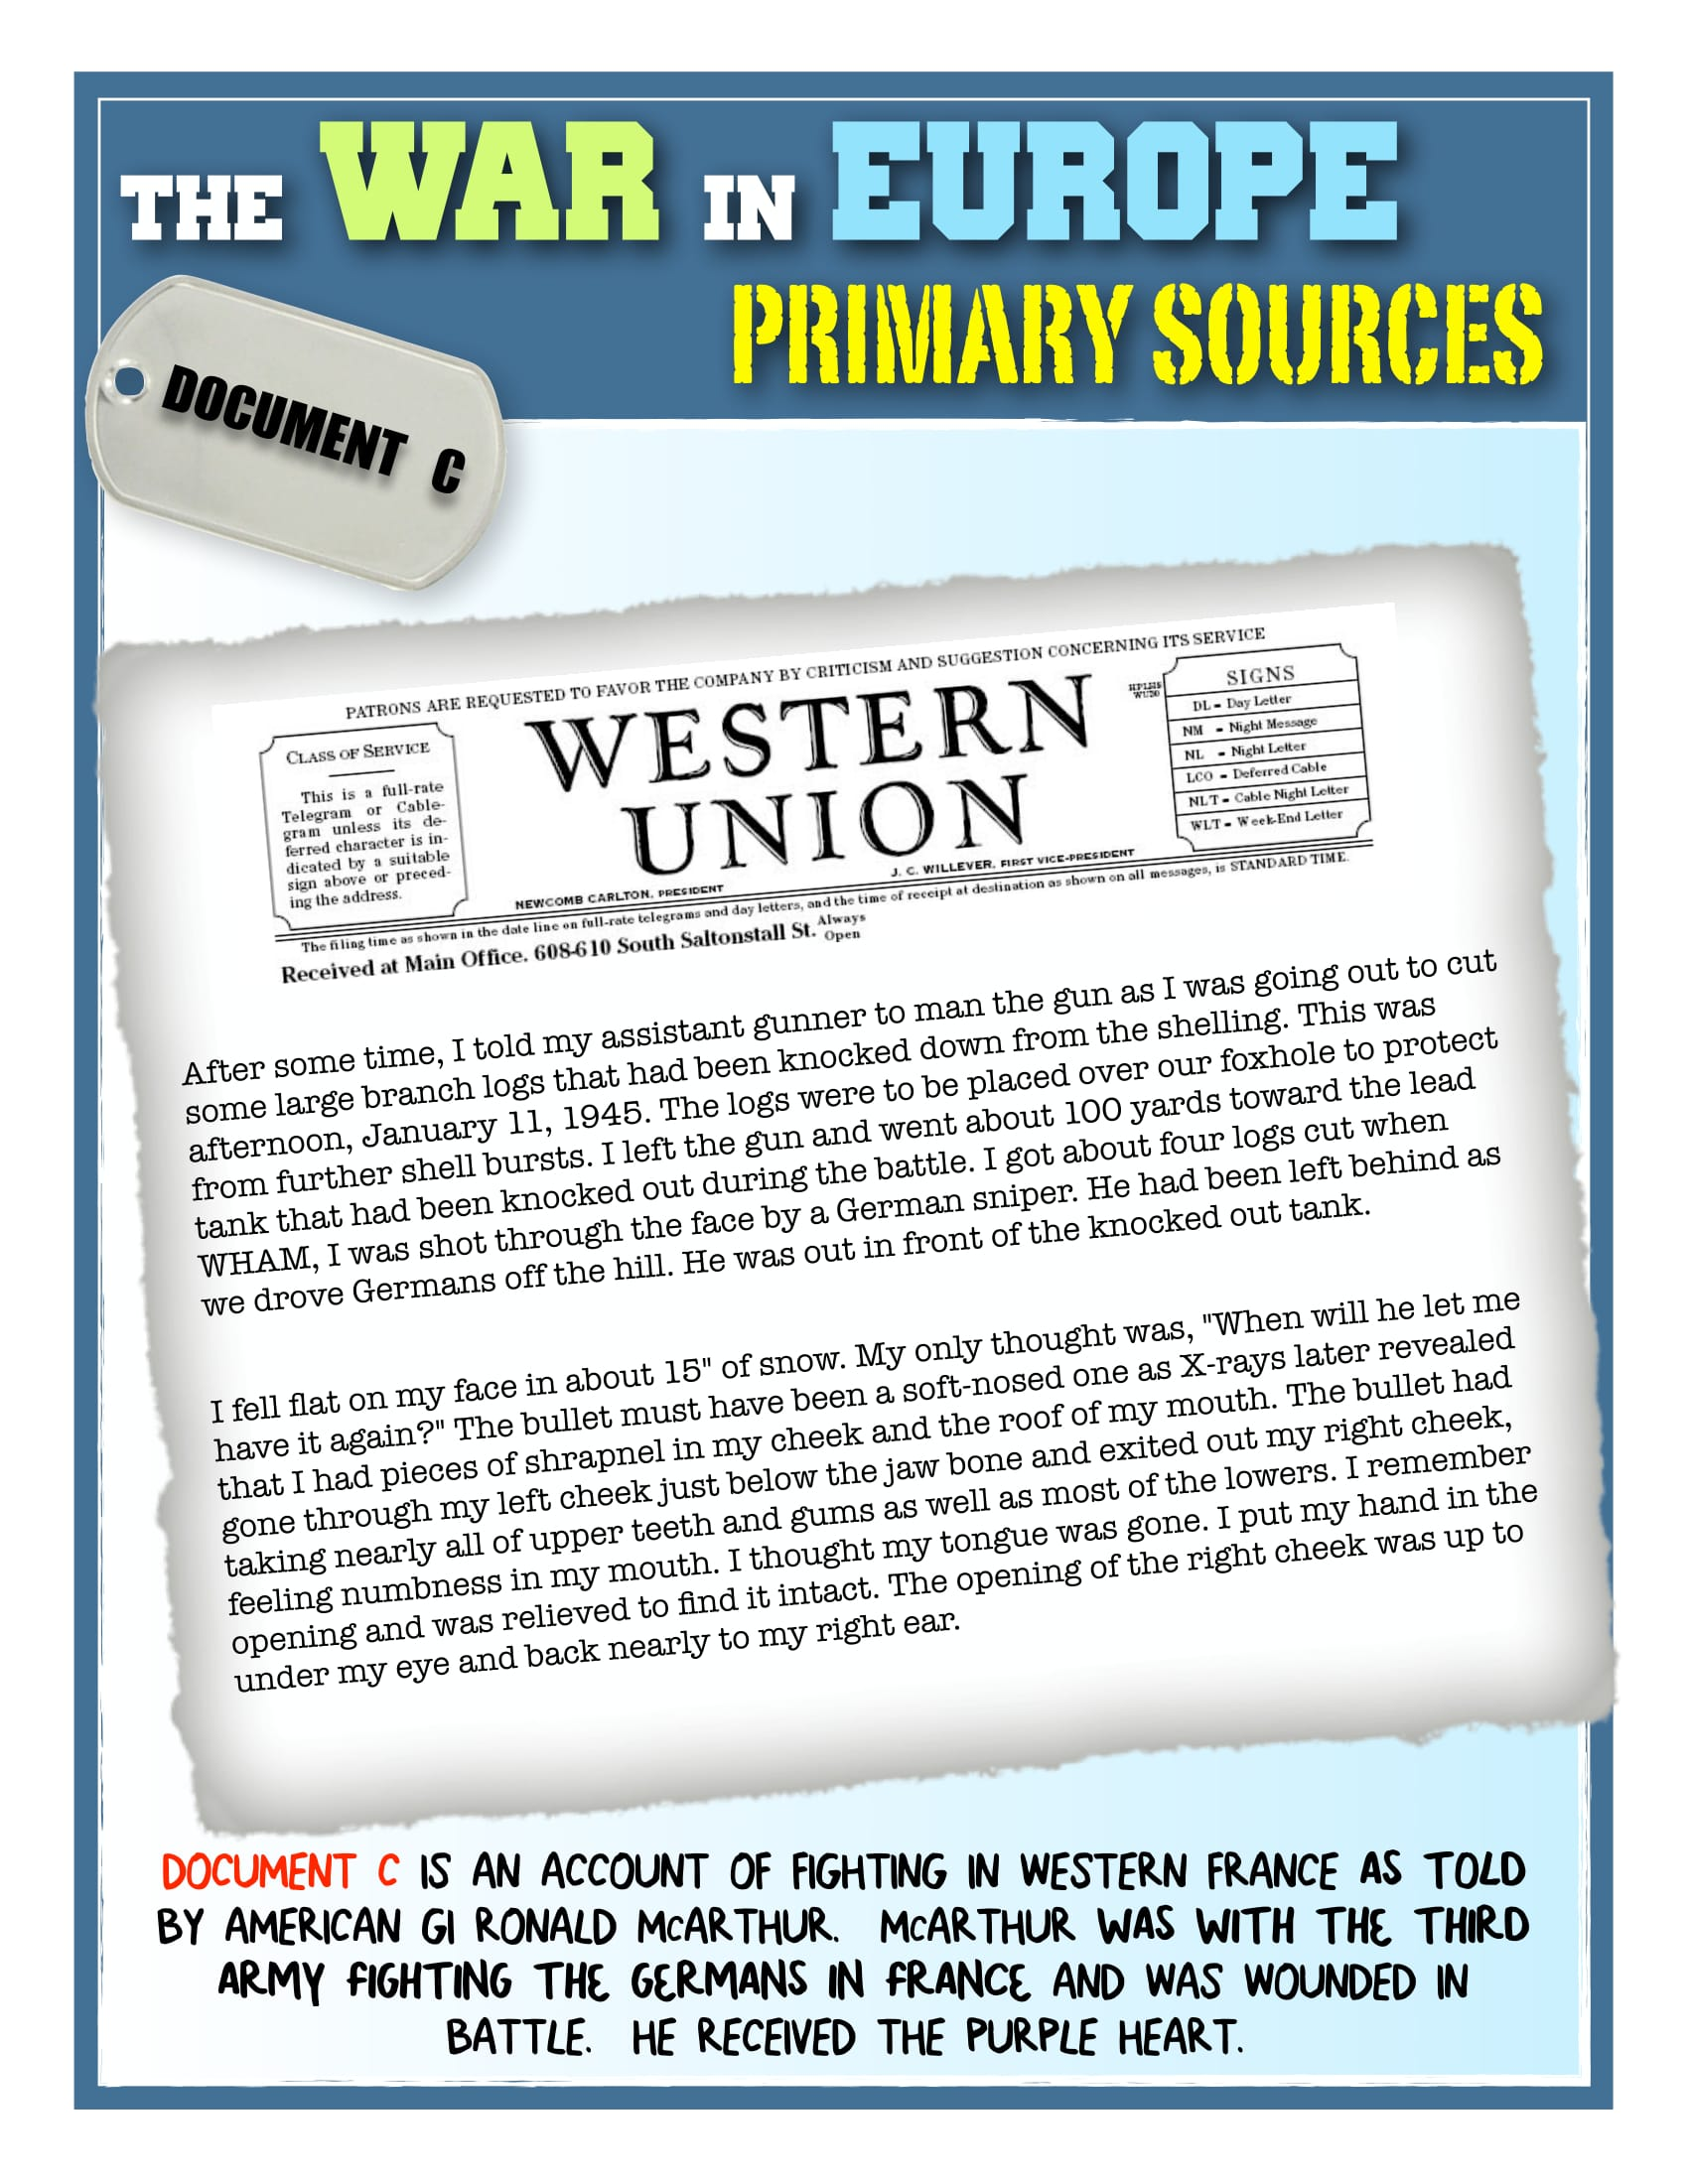 THE WAR IN EUROPE
PRIMARY SOURCES
DOCUMENT C
PATRONS ARE REQUESTED TO FAVOR THE COMPANY BY CRITICISM AND SUGGESTION CONCERNING ITS SERVICE
CLASS OF SERVICE
This is a full-rate
Telegram or Cable-
gram unless its de-
ferred character is in-
dicated by a suitable
sign above or preced-
ing the address.
WESTERN
UNION
NEWCOMB CARLTON, PRESIDENT
J. C. WILLEVER, FIRST VICE-PRESIDENT
SIGNS
DL - Day Letter
NM - Night Message
NL - Night Letter
LCO - Deferred Cable
NLT - Cable Night Letter
WLT - Week-End Letter
The filing time as shown in the date line on full-rate telegrams and day letters, and the time of receipt at destination as shown on all messages, is STANDARD TIME.
Received at Main Office. 608-610 South Saltonstall St. Always Open
After some time, I told my assistant gunner to man the gun as I was going out to cut
some large branch logs that had been knocked down from the shelling. This was
afternoon, January 11, 1945. The logs were to be placed over our foxhole to protect
from further shell bursts. I left the gun and went about 100 yards toward the lead
tank that had been knocked out during the battle. I got about four logs cut when
WHAM, I was shot through the face by a German sniper. He had been left behind as
we drove Germans off the hill. He was out in front of the knocked out tank.
I fell flat on my face in about 15" of snow. My only thought was, "When will he let me
have it again?" The bullet must have been a soft-nosed one as X-rays later revealed
that I had pieces of shrapnel in my cheek and the roof of my mouth. The bullet had
gone through my left cheek just below the jaw bone and exited out my right cheek,
taking nearly all of upper teeth and gums as well as most of the lowers. I remember
feeling numbness in my mouth. I thought my tongue was gone. I put my hand in the
opening and was relieved to find it intact. The opening of the right cheek was up to
under my eye and back nearly to my right ear.
DOCUMENT C IS AN ACCOUNT OF FIGHTING IN WESTERN FRANCE AS TOLD
BY AMERICAN GI RONALD McARTHUR. McARTHUR WAS WITH THE THIRD
ARMY FIGHTING THE GERMANS IN FRANCE AND WAS WOUNDED IN
BATTLE. HE RECEIVED THE PURPLE HEART.